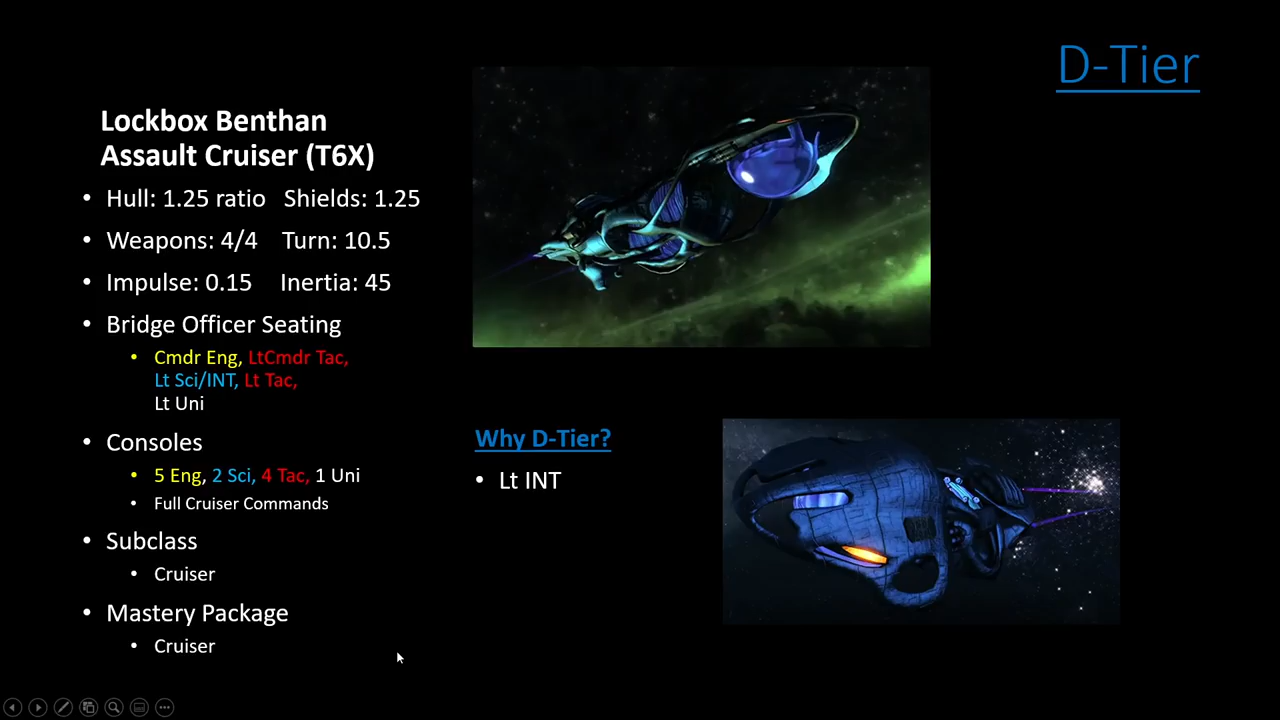 D-Tier
Lockbox Benthan
Assault Cruiser (T6X)
• Hull: 1.25 ratio Shields: 1.25
• Weapons: 4/4 Turn: 10.5
• Impulse: 0.15 Inertia: 45
• Bridge Officer Seating
• Cmdr Eng, LtCmdr Tac,
Lt Sci/INT, Lt Tac,
Lt Uni
• Consoles
• 5 Eng, 2 Sci, 4 Tac, 1 Uni
• Full Cruiser Commands
• Subclass
• Cruiser
• Mastery Package
• Cruiser
Why D-Tier?
• Lt INT